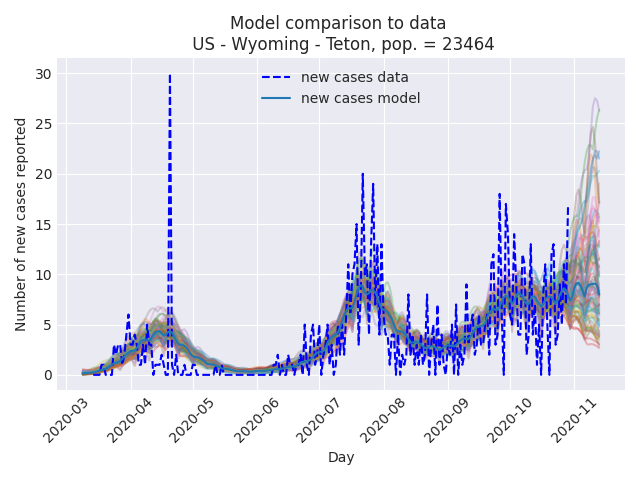 Model comparison to data
US - Wyoming - Teton, pop. = 23464
new cases data
new cases model
Number of new cases reported
30
25
20
15
10
5
0
2020-03
2020-04
2020-05
2020-06
2020-07
2020-08
2020-09
2020-10
2020-11
Day